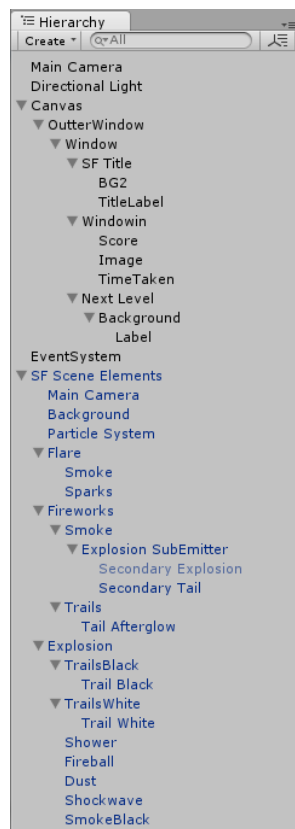 Hierarchy
Create All
Main Camera
Directional Light
Canvas
OutterWindow
Window
SF Title
BG2
TitleLabel
Windowin
Score
Image
TimeTaken
Next Level
Background
Label
EventSystem
SF Scene Elements
Main Camera
Background
Particle System
Flare
Smoke
Sparks
Fireworks
Smoke
Explosion SubEmitter
Secondary Explosion
Secondary Tail
Trails
Tail Afterglow
Explosion
TrailsBlack
Trail Black
TrailsWhite
Trail White
Shower
Fireball
Dust
Shockwave
SmokeBlack